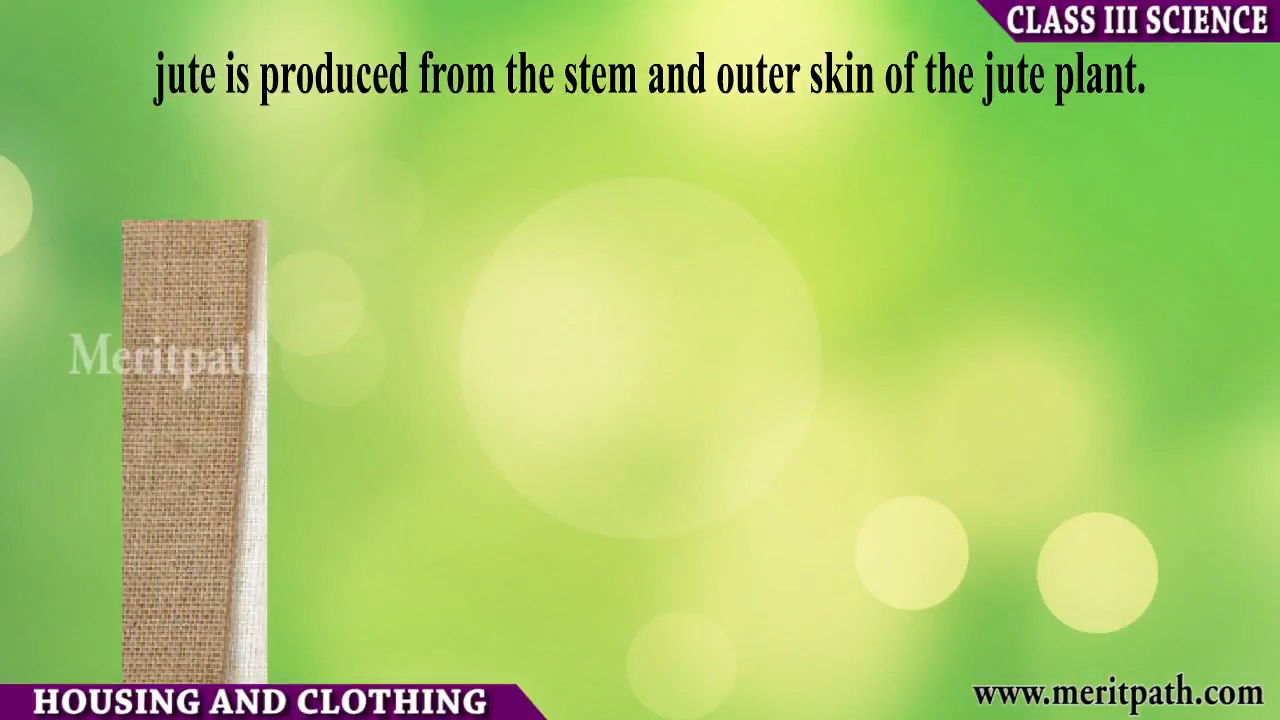 CLASS III SCIENCE
jute is produced from the stem and outer skin of the jute plant.
Meritpath
HOUSING AND CLOTHING
www.meritpath.com